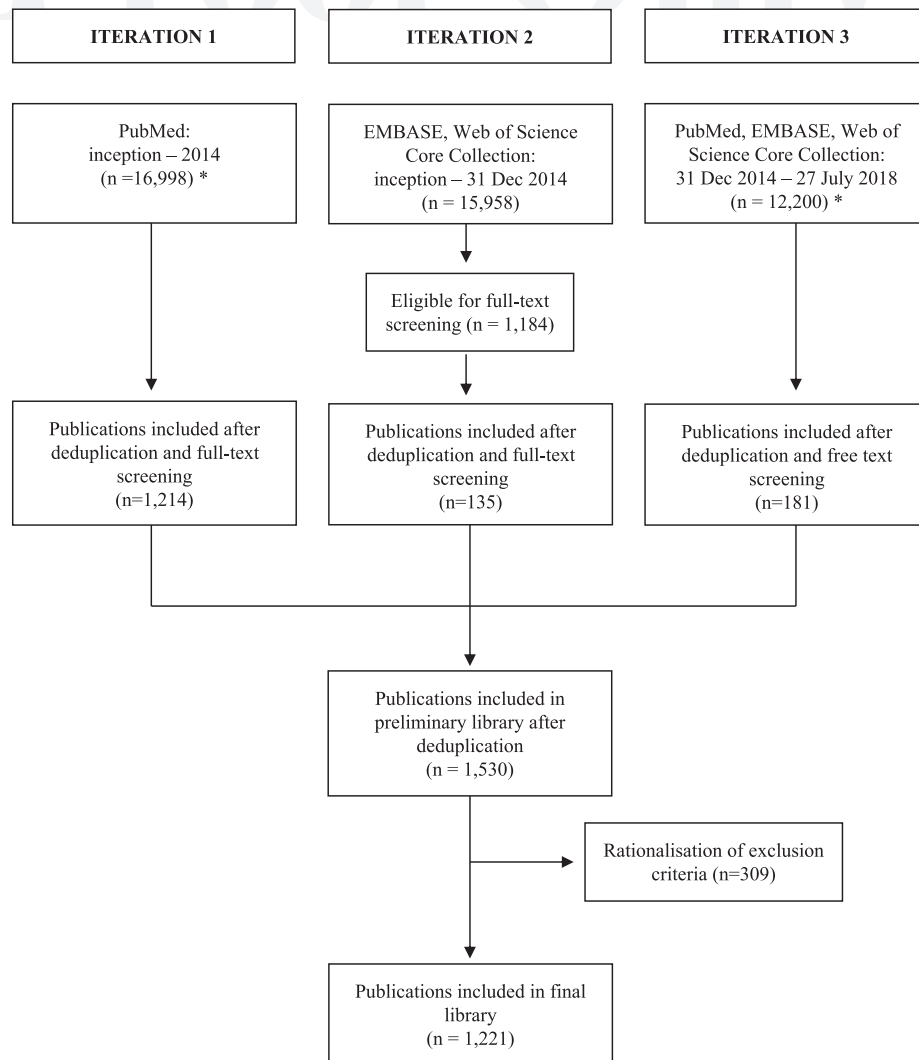 ITERATION 1
ITERATION 2
ITERATION 3
PubMed:
inception – 2014
(n =16,998) *
EMBASE, Web of Science
Core Collection:
inception – 31 Dec 2014
(n = 15,958)
PubMed, EMBASE, Web of
Science Core Collection:
31 Dec 2014 – 27 July 2018
(n = 12,200) *
Eligible for full-text
screening (n = 1,184)
Publications included after
deduplication and full-text
screening
(n=1,214)
Publications included after
deduplication and full-text
screening
(n=135)
Publications included after
deduplication and free text
screening
(n=181)
Publications included in
preliminary library after
deduplication
(n = 1,530)
Rationalisation of exclusion
criteria (n=309)
Publications included in final
library
(n = 1,221)